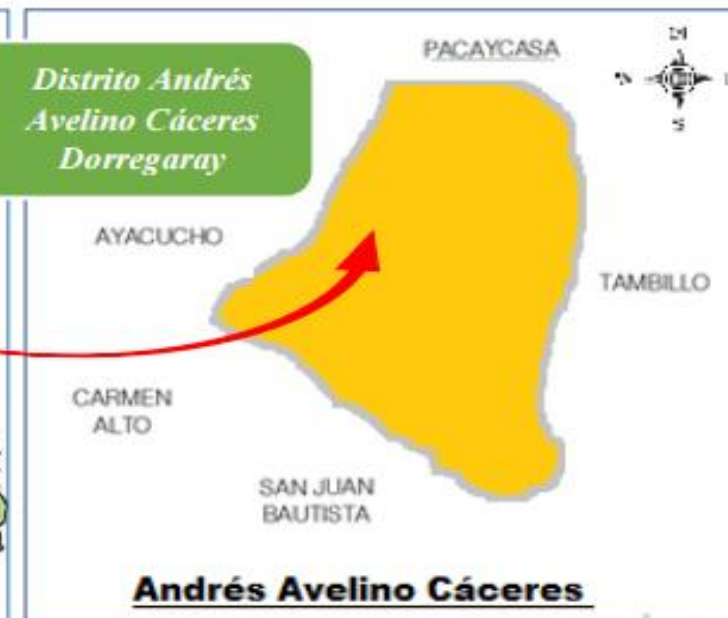 Distrito Andrés
Avelino Cáceres
Dorregaray
PACAYCASA
AYACUCHO
TAMBILLO
CARMEN
ALTO
SAN JUAN
BAUTISTA
Andrés Avelino Cáceres